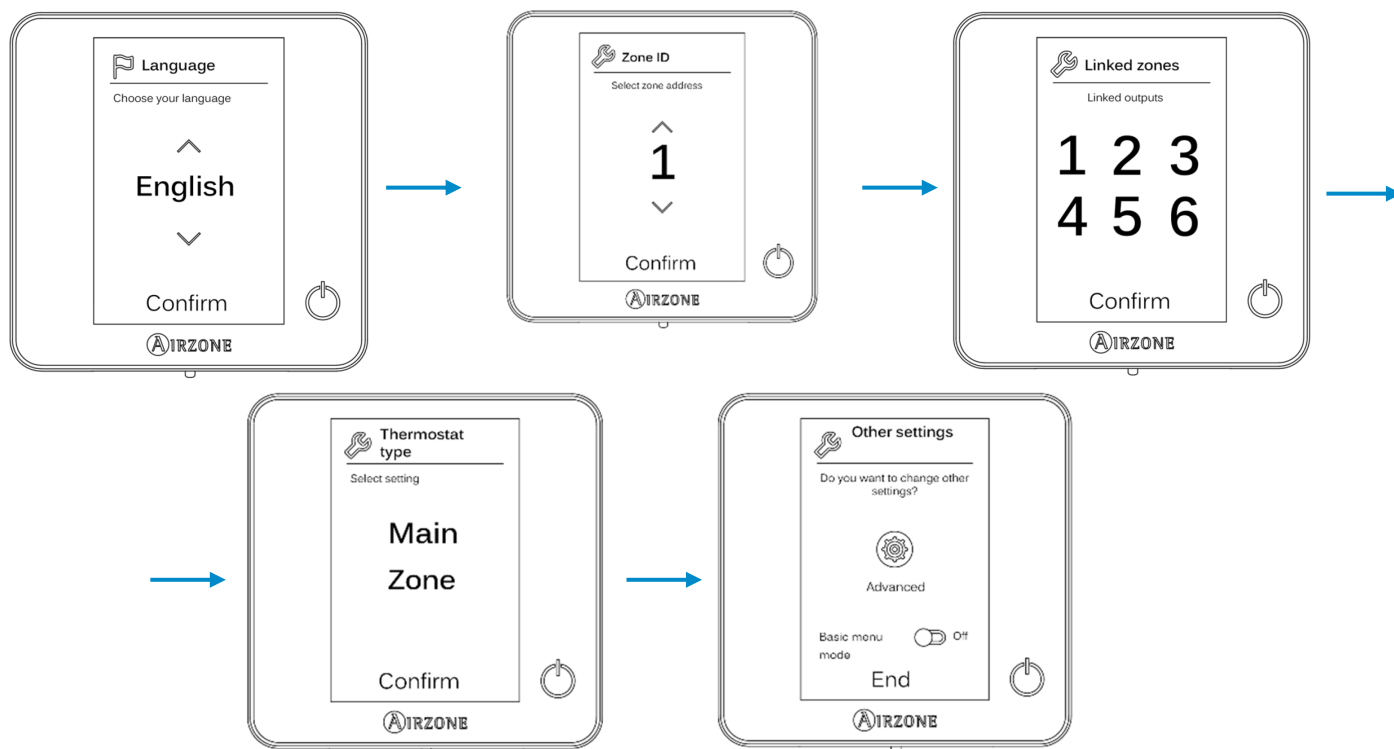 Language
Choose your language
English
Confirm
AIRZONE
Zone ID
Select zone address
1
Confirm
AIRZONE
Linked zones
Linked outputs
1 2 3
4 5 6
Confirm
AIRZONE
Thermostat
type
Select setting
Main
Zone
Confirm
AIRZONE
Other settings
Do you want to change other
settings?
Advanced
Basic menu Off
mode
End
AIRZONE